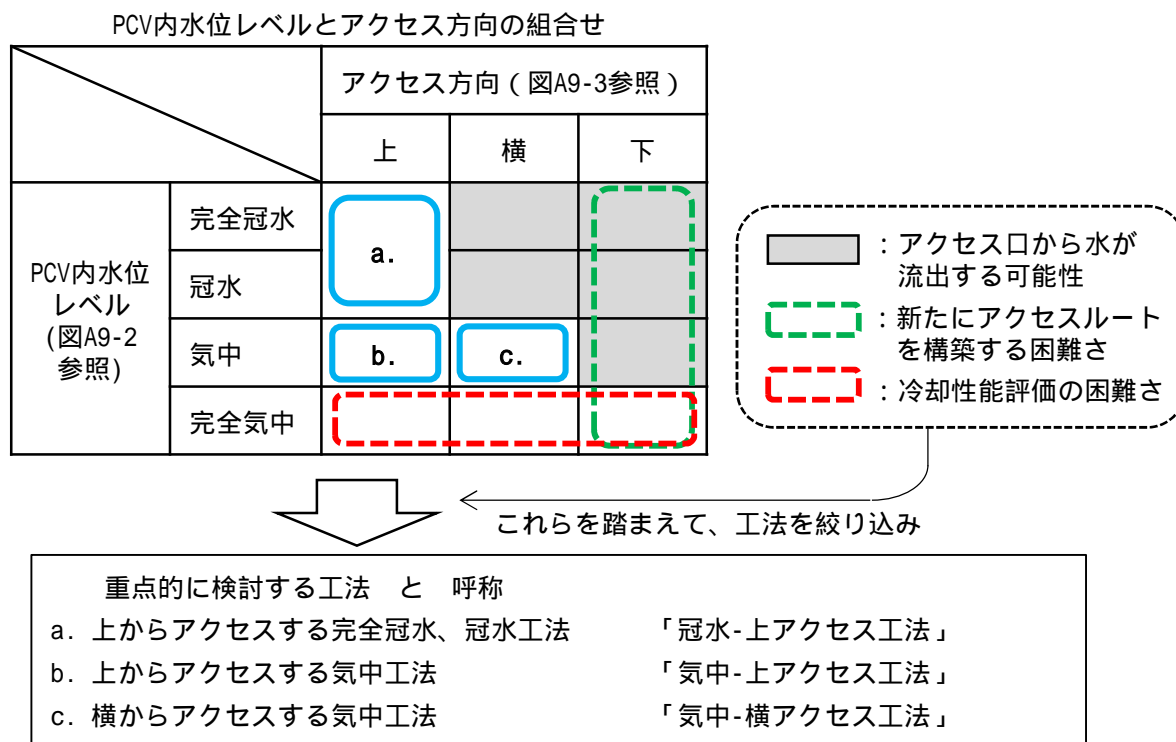 PCV内水位レベルとアクセス方向の組合せ
アクセス方向（図A9-3参照）
上
横
下
PCV内水位
レベル
(図A9-2
参照)
完全冠水
冠水
気中
完全気中
a.
b.
c.
：アクセス口から水が
流出する可能性
：新たにアクセスルート
を構築する困難さ
：冷却性能評価の困難さ
これらを踏まえて、工法を絞り込み
重点的に検討する工法　と　呼称
a. 上からアクセスする完全冠水、冠水工法　「冠水-上アクセス工法」
b. 上からアクセスする気中工法　「気中-上アクセス工法」
c. 横からアクセスする気中工法　「気中-横アクセス工法」